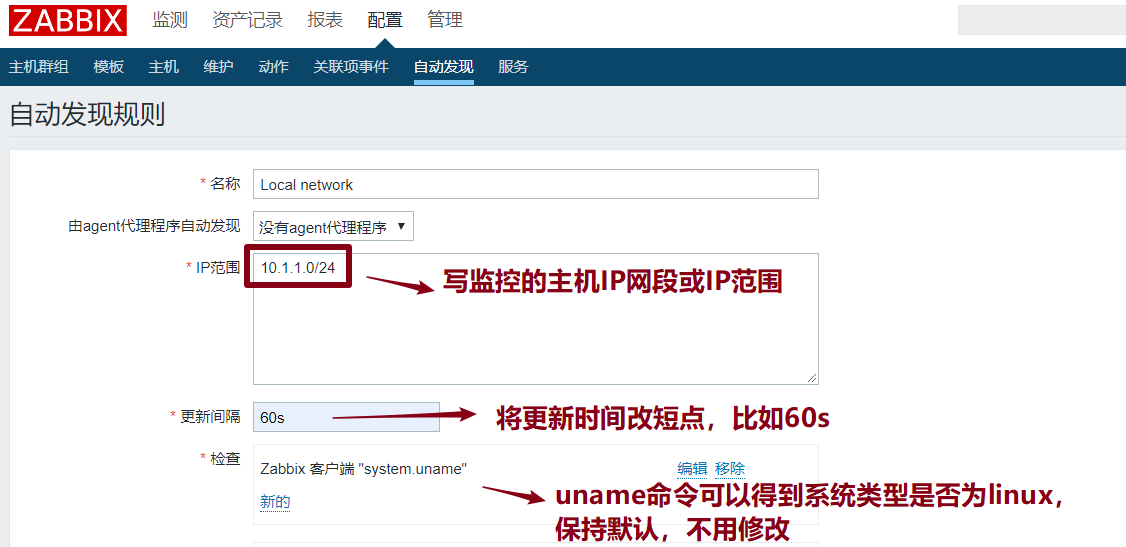 ZABBIX 监测 资产记录 报表 配置 管理
主机群组 模板 主机 维护 动作 关联项事件 自动发现 服务
自动发现规则
* 名称 Local network
由agent代理程序自动发现 没有agent代理程序 ▼
* IP范围 10.1.1.0/24
写监控的主机IP网段或IP范围
* 更新间隔 60s
将更新时间改短点，比如60s
* 检查
Zabbix 客户端 "system.uname" 编辑 移除
新的
uname命令可以得到系统类型是否为linux，
保持默认，不用修改